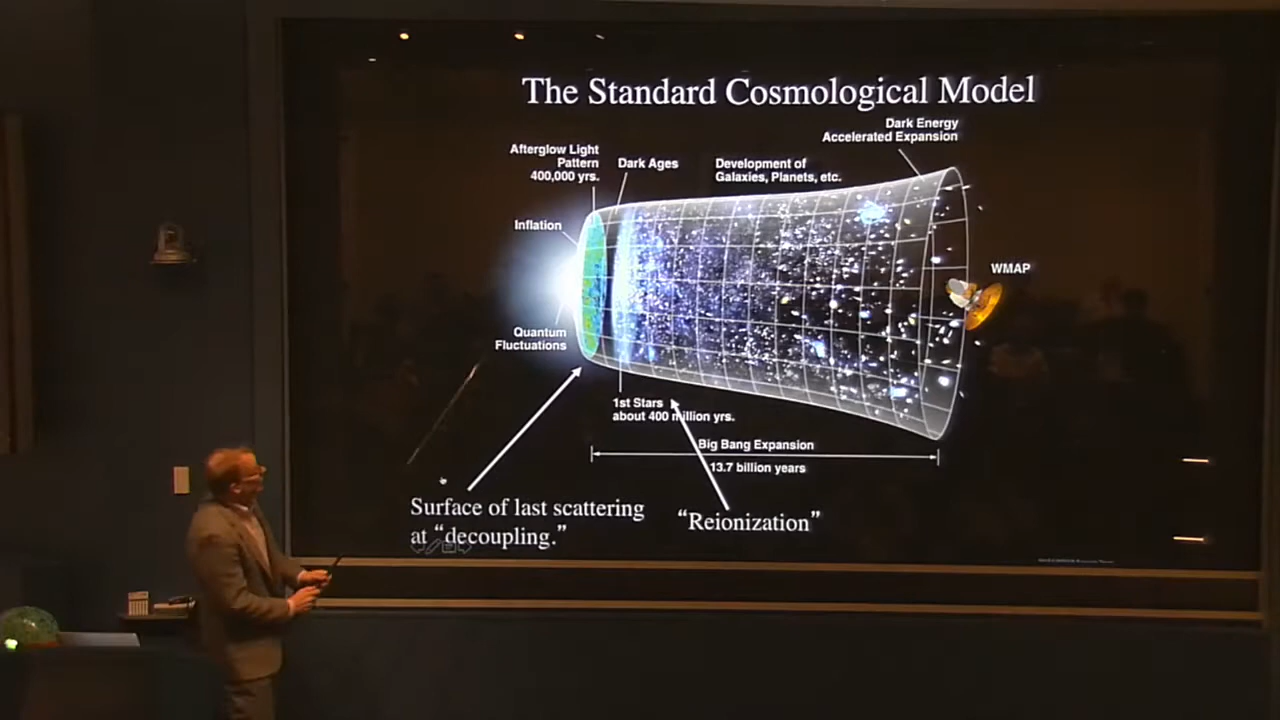 The Standard Cosmological Model
Dark Energy
Accelerated Expansion
Afterglow Light
Pattern
400,000 yrs.
Dark Ages
Development of
Galaxies, Planets, etc.
Inflation
WMAP
Quantum
Fluctuations
1st Stars
about 400 million yrs.
Big Bang Expansion
13.7 billion years
Surface of last scattering
at “decoupling.”
“Reionization”